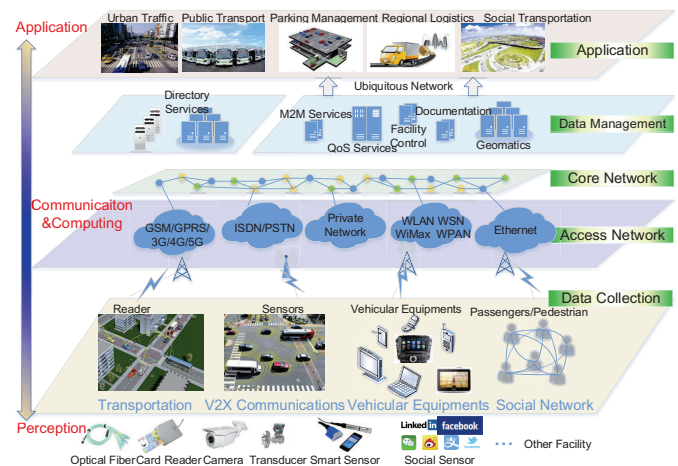 Application
Urban Traffic
Public Transport
Parking Management
Regional Logistics
Social Transportation
Application
Ubiquitous Network
Directory
Services
M2M Services
QoS Services
Facility
Control
Documentation
Geomatics
Data Management
Core Network
Communicaiton
&Computing
GSM/GPRS/
3G/4G/5G
ISDN/PSTN
Private
Network
WLAN WSN
WiMax WPAN
Ethernet
Access Network
Data Collection
Reader
Sensors
Vehicular Equipments
Passengers/Pedestrian
Transportation
V2X Communications
Vehicular Equipments
Social Network
Perception
Linked in
facebook
... Other Facility
Optical Fiber
Card Reader
Camera
Transducer
Smart Sensor
Social Sensor